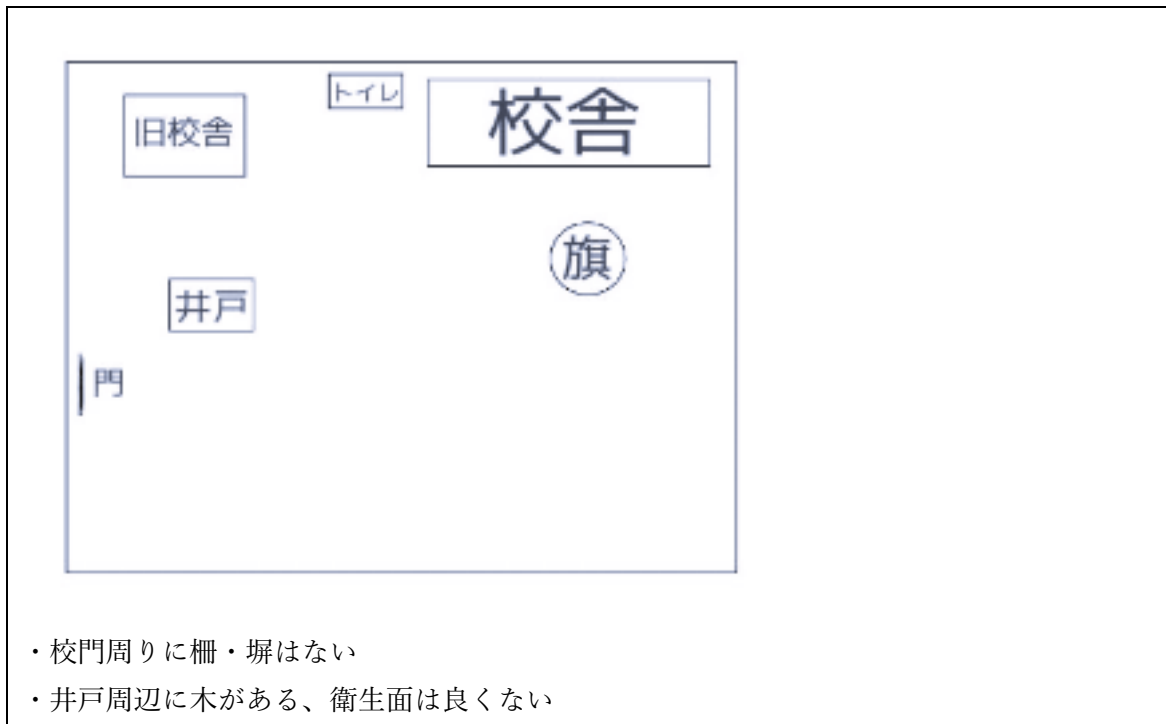 トイレ
校舎
旧校舎
旗
井戸
門
・校門周りに柵・塀はない
・井戸周辺に木がある、衛生面は良くない